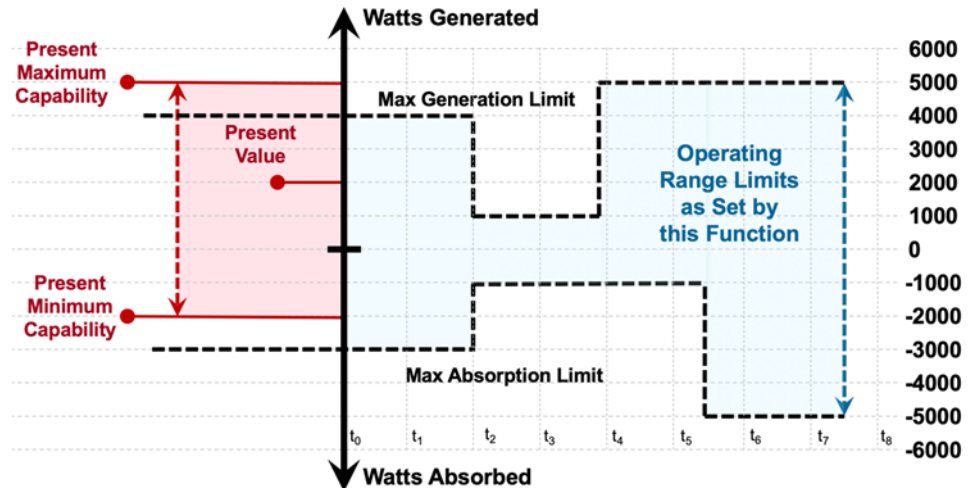 Watts Generated
Present
Maximum
Capability
Max Generation Limit
Present
Value
Operating
Range Limits
as Set by
this Function
Present
Minimum
Capability
Max Absorption Limit
6000
5000
4000
3000
2000
1000
0
-1000
-2000
-3000
-4000
-5000
-6000
t0 t1 t2 t3 t4 t5 t6 t7 t8
Watts Absorbed